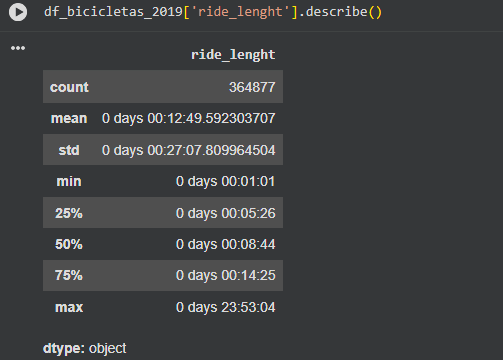 df_bicicletas_2019['ride_lenght'].describe()
ride_lenght
count 364877
mean 0 days 00:12:49.592303707
std 0 days 00:27:07.809964504
min 0 days 00:01:01
25% 0 days 00:05:26
50% 0 days 00:08:44
75% 0 days 00:14:25
max 0 days 23:53:04
dtype: object